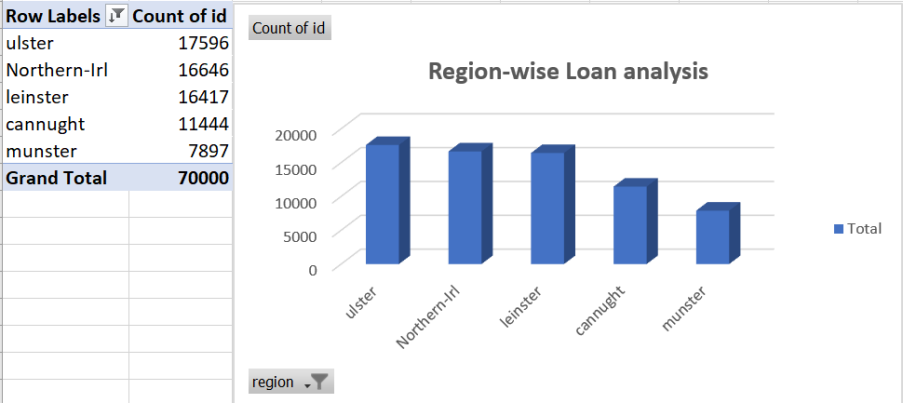 Row Labels Count of id
ulster 17596
Northern-Irl 16646
leinster 16417
cannught 11444
munster 7897
Grand Total 70000
Count of id
Region-wise Loan analysis
20000
15000
10000
5000
0
ulster
Northern-Irl
leinster
cannught
munster
Total
region